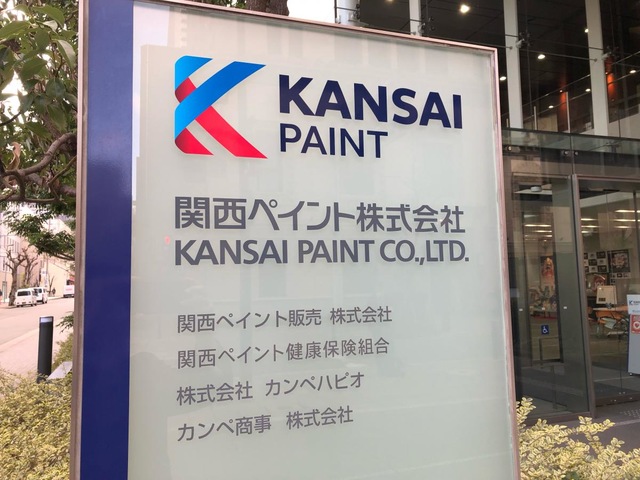 KANSAI
PAINT
関西ペイント株式会社
KANSAI PAINT CO.,LTD.
関西ペイント販売 株式会社
関西ペイント健康保険組合
株式会社 カンペハピオ
カンペ商事 株式会社